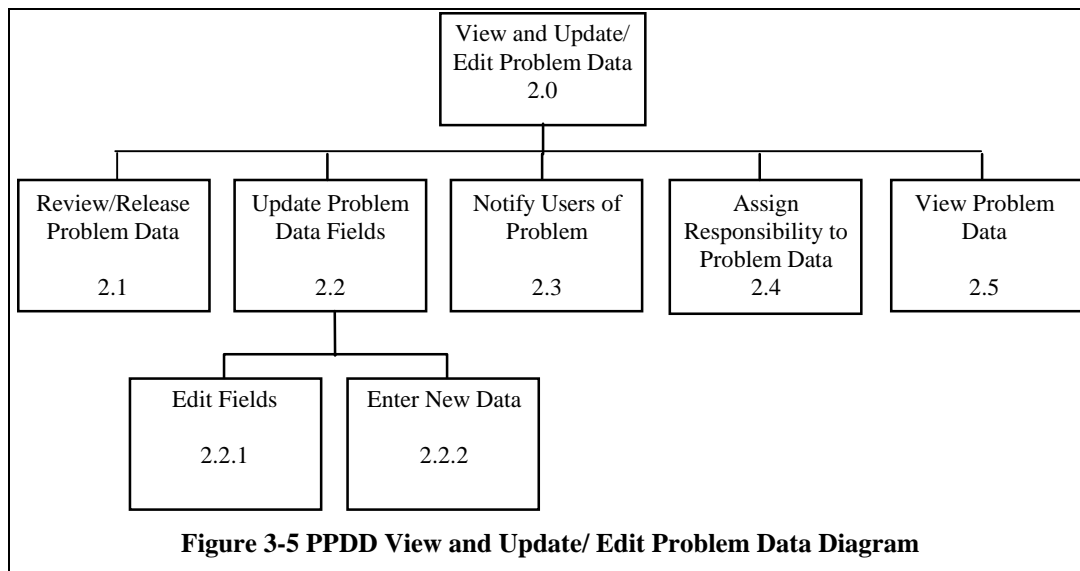 View and Update/
Edit Problem Data
2.0
Review/Release
Problem Data
2.1
Update Problem
Data Fields
2.2
Notify Users of
Problem
2.3
Assign
Responsibility to
Problem Data
2.4
View Problem
Data
2.5
Edit Fields
2.2.1
Enter New Data
2.2.2
Figure 3-5 PPDD View and Update/ Edit Problem Data Diagram